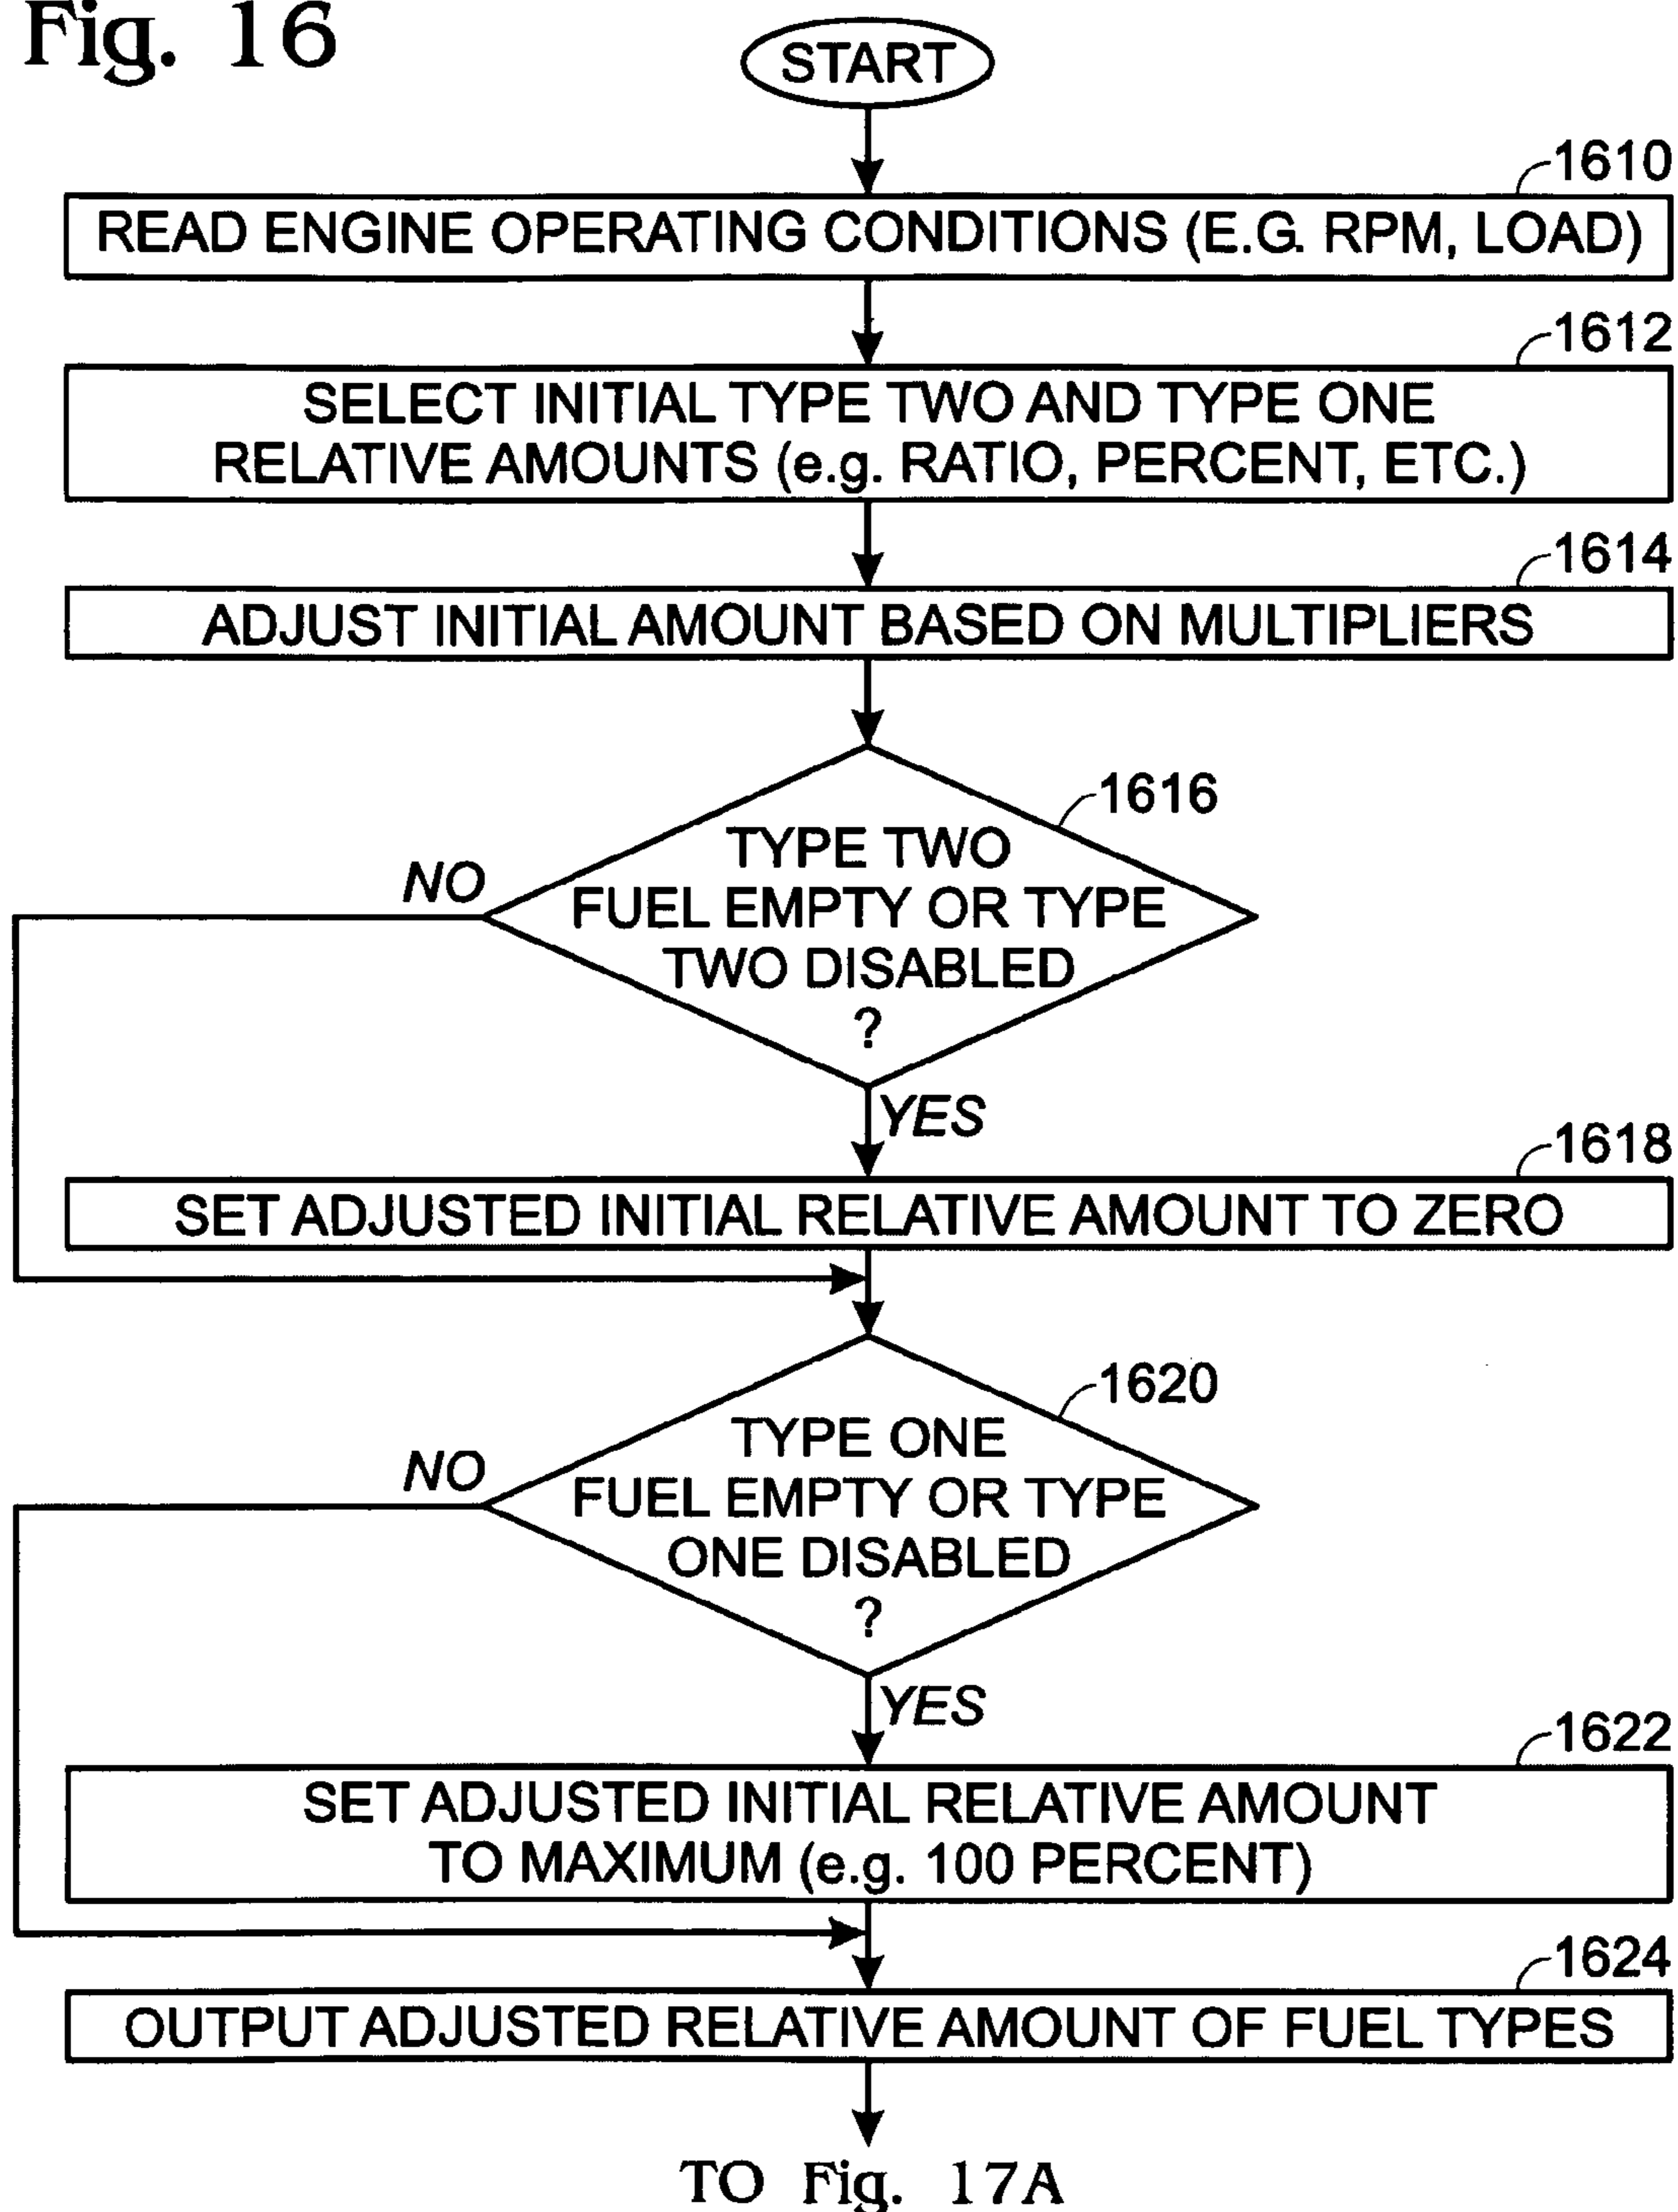 Fig. 16
START
1610
READ ENGINE OPERATING CONDITIONS (E.G. RPM, LOAD)
1612
SELECT INITIAL TYPE TWO AND TYPE ONE
RELATIVE AMOUNTS (e.g. RATIO, PERCENT, ETC.)
1614
ADJUST INITIAL AMOUNT BASED ON MULTIPLIERS
1616
TYPE TWO
NO
FUEL EMPTY OR TYPE
TWO DISABLED
?
YES
1618
SET ADJUSTED INITIAL RELATIVE AMOUNT TO ZERO
1620
TYPE ONE
NO
FUEL EMPTY OR TYPE
ONE DISABLED
?
YES
1622
SET ADJUSTED INITIAL RELATIVE AMOUNT
TO MAXIMUM (e.g. 100 PERCENT)
1624
OUTPUT ADJUSTED RELATIVE AMOUNT OF FUEL TYPES
TO Fig. 17A